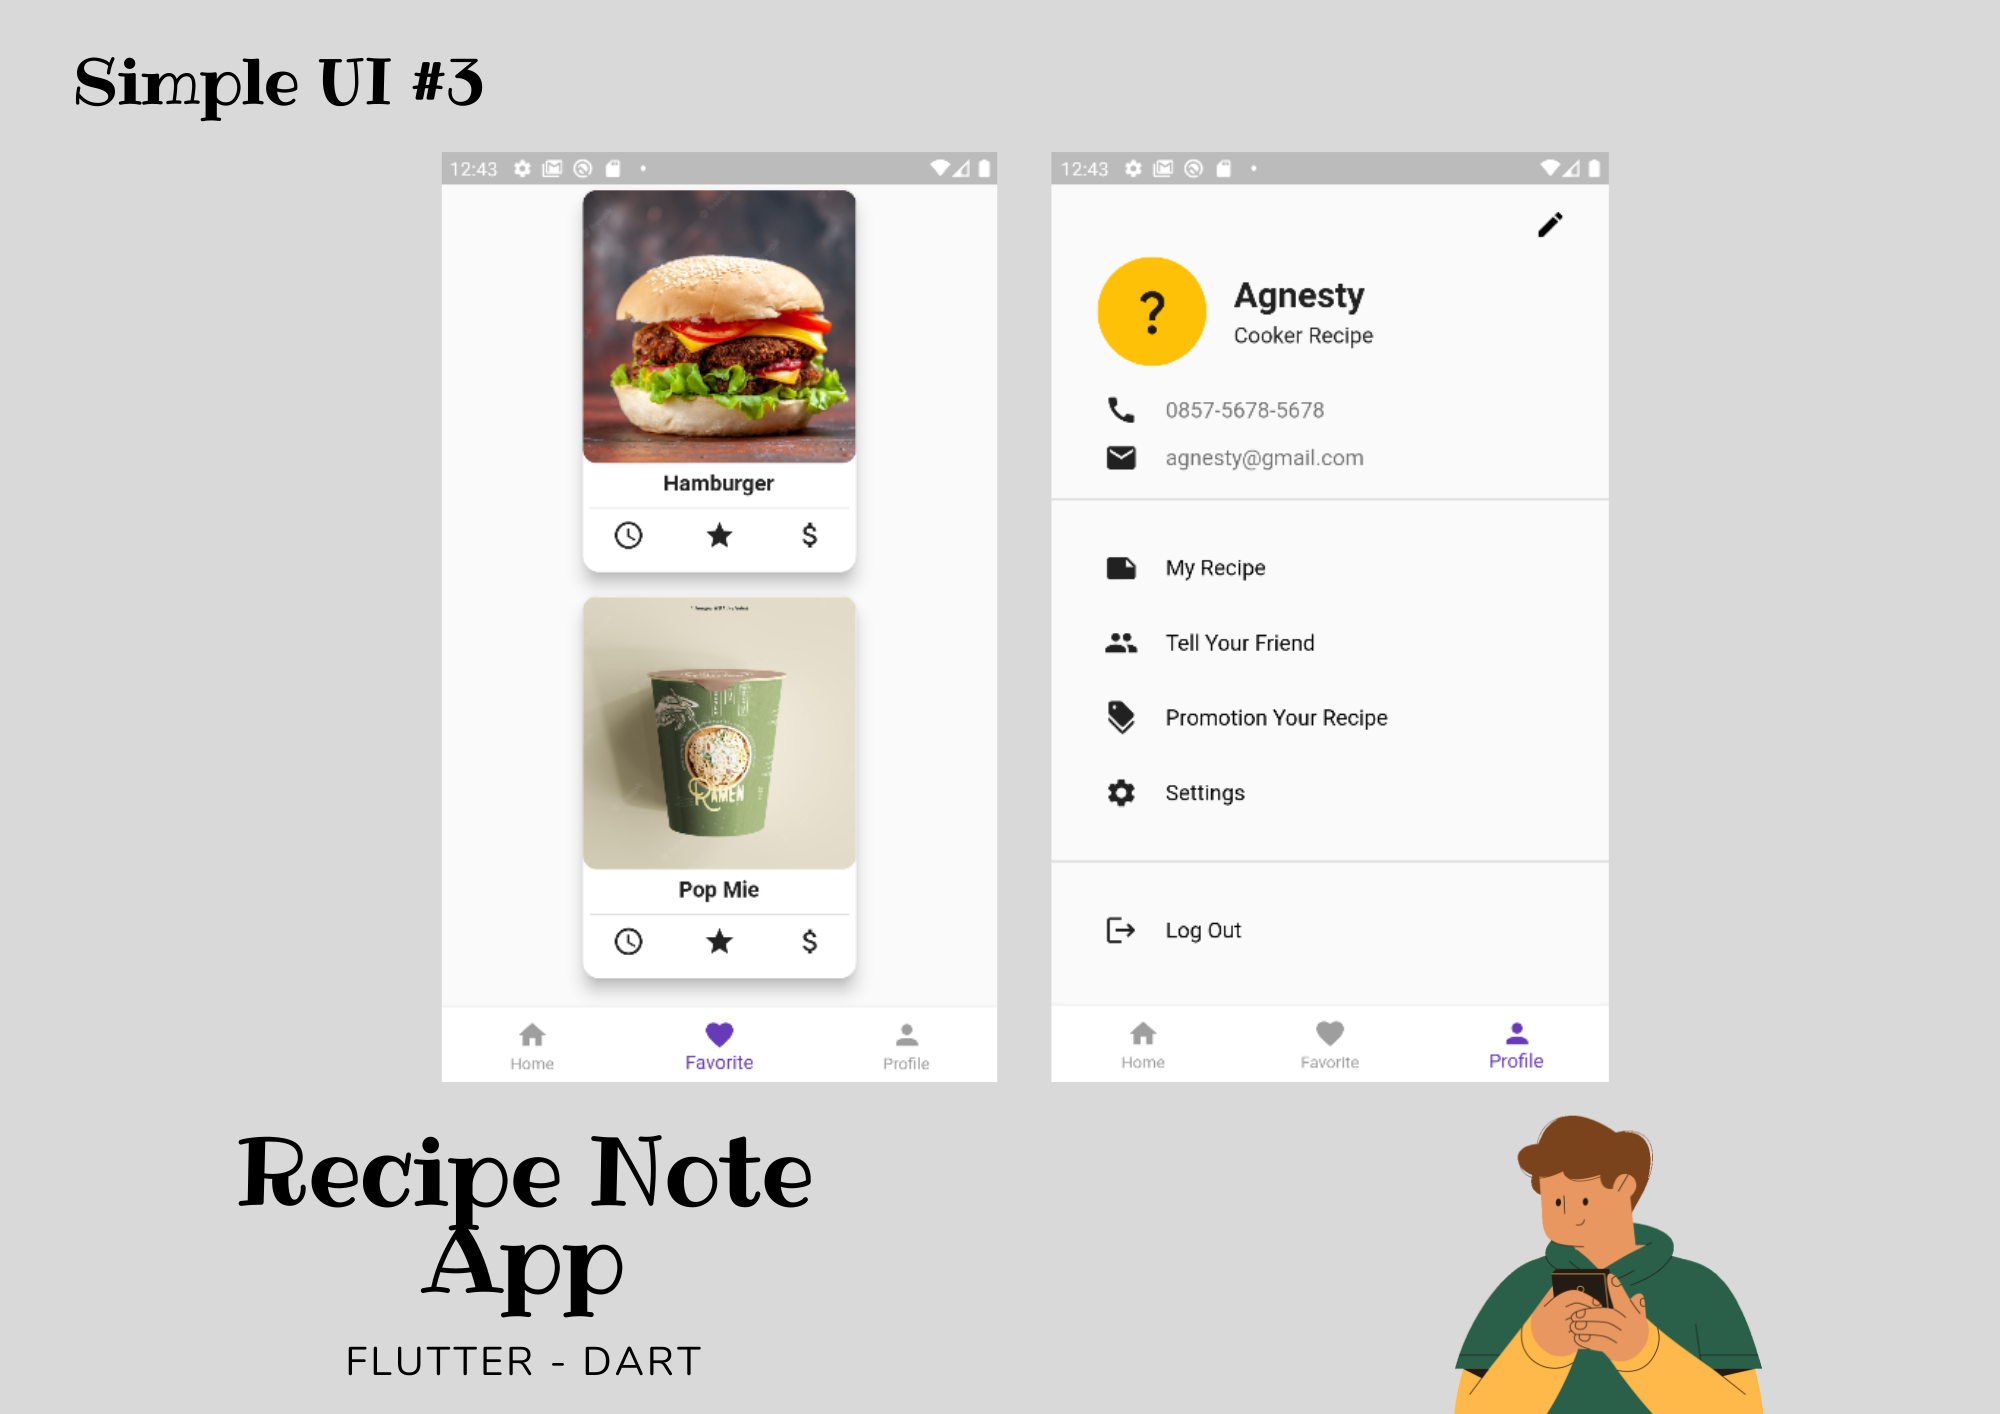 Simple UI #3
12:43
Hamburger
$
RAMEN
Pop Mie
$
Home
Favorite
Profile
12:43
?
Agnesty
Cooker Recipe
0857-5678-5678
agnesty@gmail.com
My Recipe
Tell Your Friend
Promotion Your Recipe
Settings
Log Out
Home
Favorite
Profile
Recipe Note
App
FLUTTER - DART